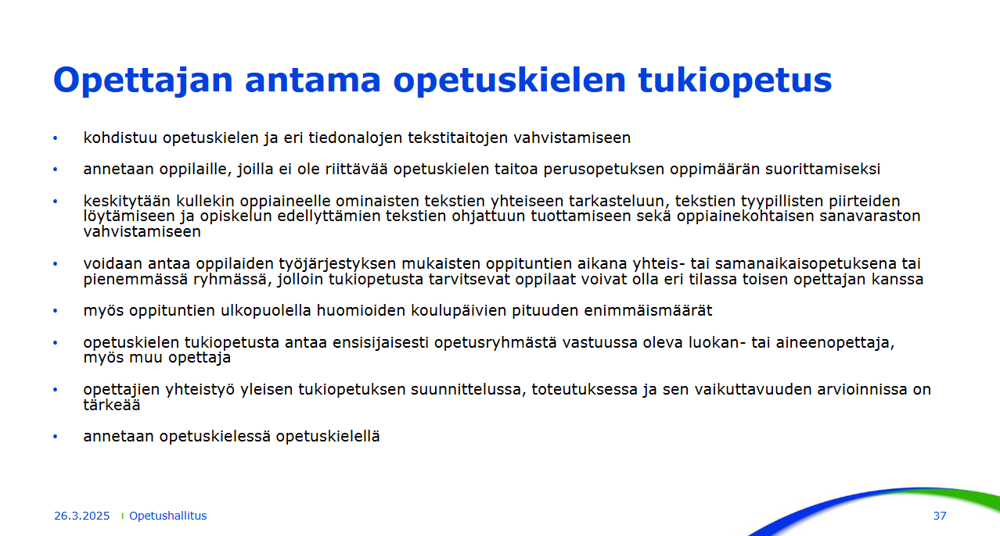 Opettajan antama opetuskielen tukiopetus
• kohdistuu opetuskielen ja eri tiedonalojen tekstitaitojen vahvistamiseen
• annetaan oppilaille, joilla ei ole riittävää opetuskielen taitoa perusopetuksen oppimäärän suorittamiseksi
• keskitytään kullekin oppiaineelle ominaisten tekstien yhteiseen tarkasteluun, tekstien tyypillisten piirteiden
löytämiseen ja opiskelun edellyttämien tekstien ohjattuun tuottamiseen sekä oppiainekohtaisen sanavaraston
vahvistamiseen
• voidaan antaa oppilaiden työjärjestyksen mukaisten oppituntien aikana yhteis- tai samanaikaisopetuksena tai
pienemmässä ryhmässä, jolloin tukiopetusta tarvitsevat oppilaat voivat olla eri tilassa toisen opettajan kanssa
• myös oppituntien ulkopuolella huomioiden koulupäivien pituuden enimmäismäärät
• opetuskielen tukiopetusta antaa ensisijaisesti opetusryhmästä vastuussa oleva luokan- tai aineenopettaja,
myös muu opettaja
• opettajien yhteistyö yleisen tukiopetuksen suunnittelussa, toteutuksessa ja sen vaikuttavuuden arvioinnissa on
tärkeää
• annetaan opetuskielessä opetuskielellä
26.3.2025 | Opetushallitus 37